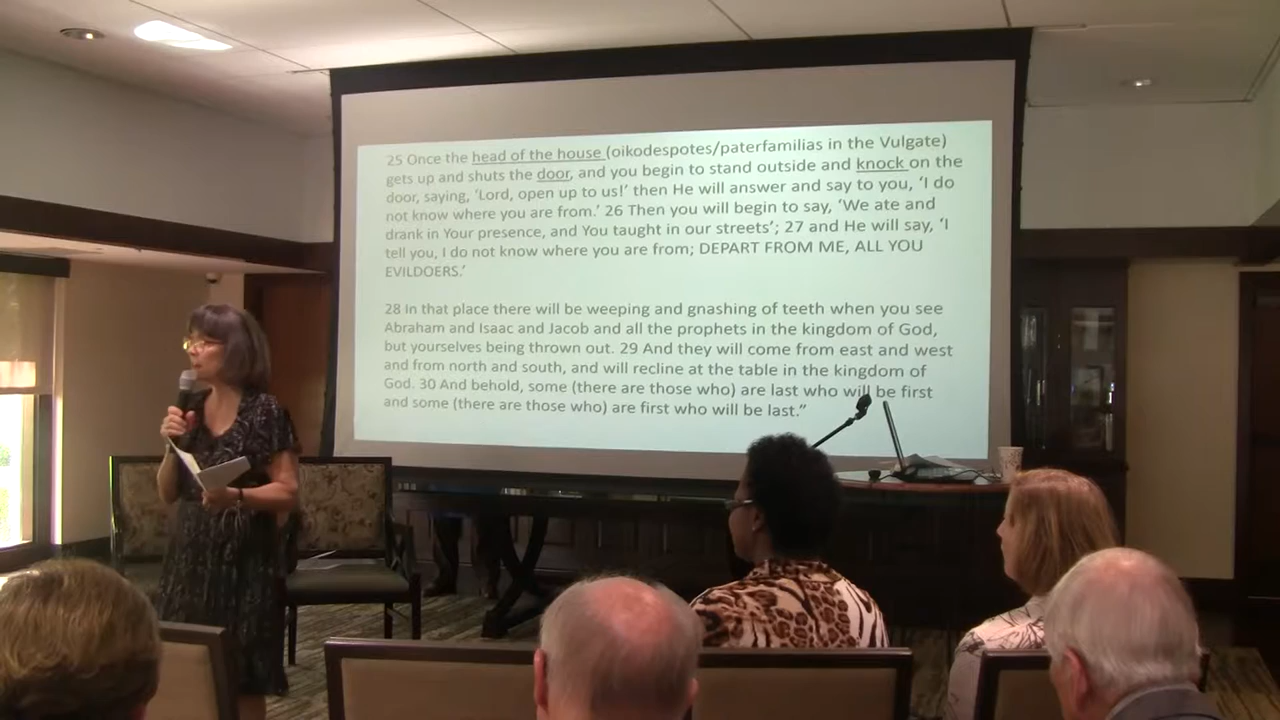 25 Once the head of the house (oikodespotes/paterfamilias in the Vulgate)
gets up and shuts the door, and you begin to stand outside and knock on the
door, saying, ‘Lord, open up to us!’ then He will answer and say to you, ‘I do
not know where you are from.’ 26 Then you will begin to say, ‘We ate and
drank in Your presence, and You taught in our streets’; 27 and He will say, ‘I
tell you, I do not know where you are from; DEPART FROM ME, ALL YOU
EVILDOERS.’
28 In that place there will be weeping and gnashing of teeth when you see
Abraham and Isaac and Jacob and all the prophets in the kingdom of God,
but yourselves being thrown out. 29 And they will come from east and west
and from north and south, and will recline at the table in the kingdom of
God. 30 And behold, some (there are those who) are last who will be first
and some (there are those who) are first who will be last.”